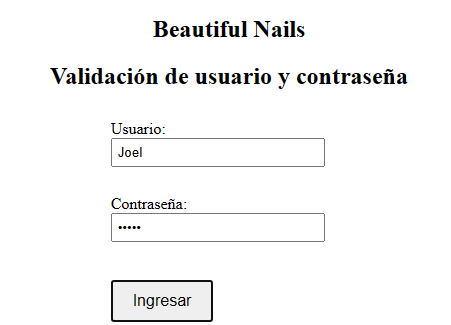 Beautiful Nails
Validación de usuario y contraseña
Usuario:
Joel
Contraseña:
•••••
Ingresar